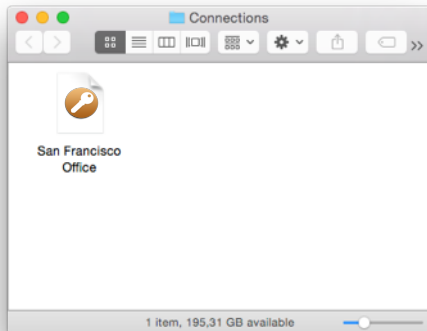 Connections
San Francisco
Office
1 item, 195,31 GB available